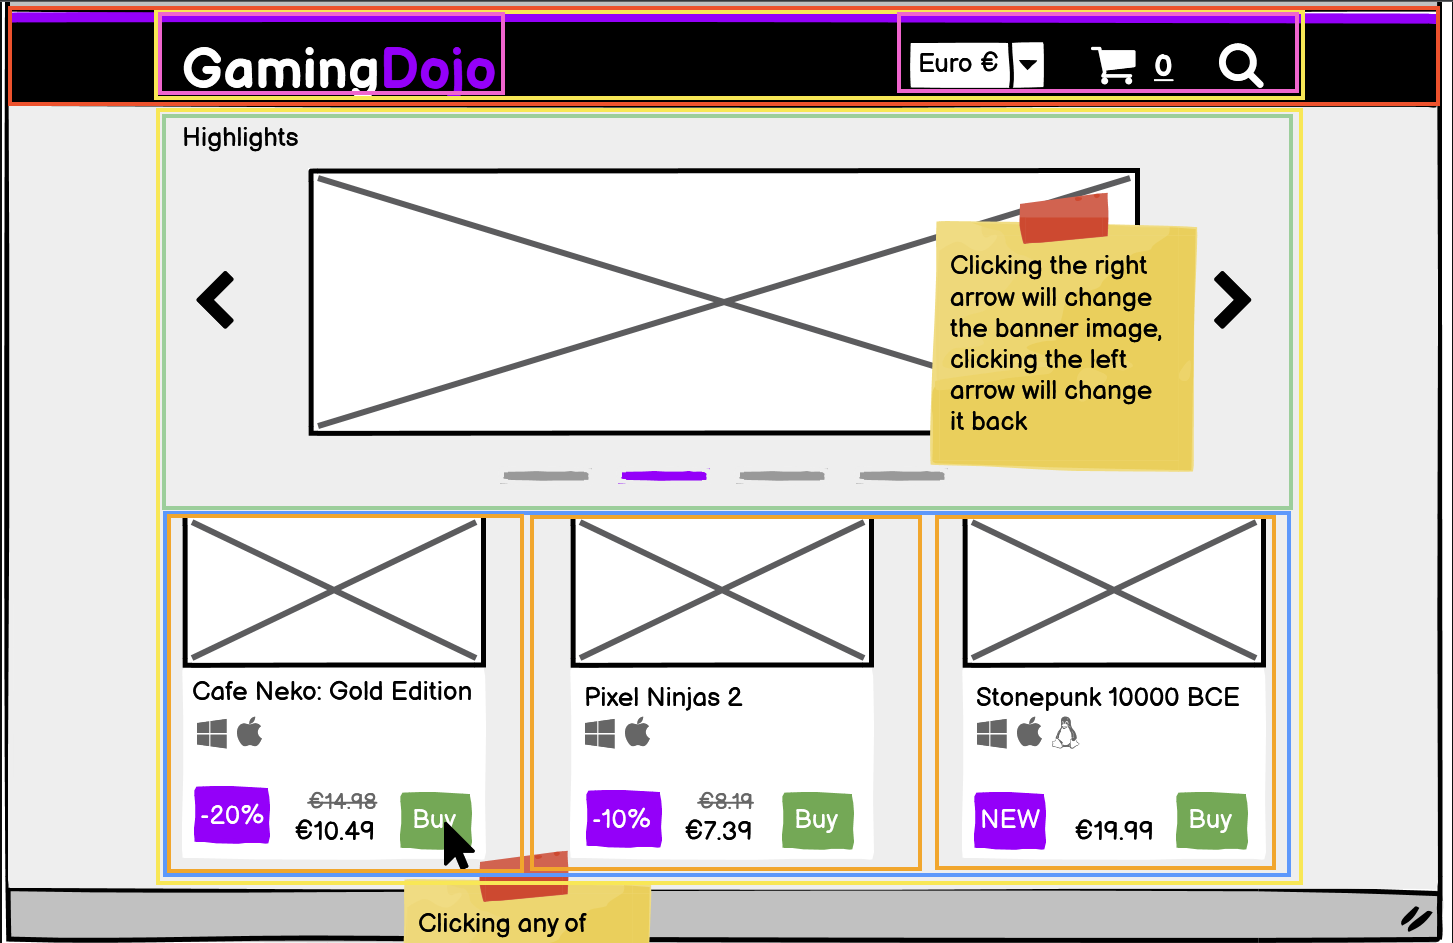 GamingDojo
Euro €
0
Highlights
Clicking the right
arrow will change
the banner image,
clicking the left
arrow will change
it back
Cafe Neko: Gold Edition
-20%
€14.98
€10.49
Buy
Pixel Ninjas 2
-10%
€8.19
€7.39
Buy
Stonepunk 10000 BCE
NEW
€19.99
Buy
Clicking any of